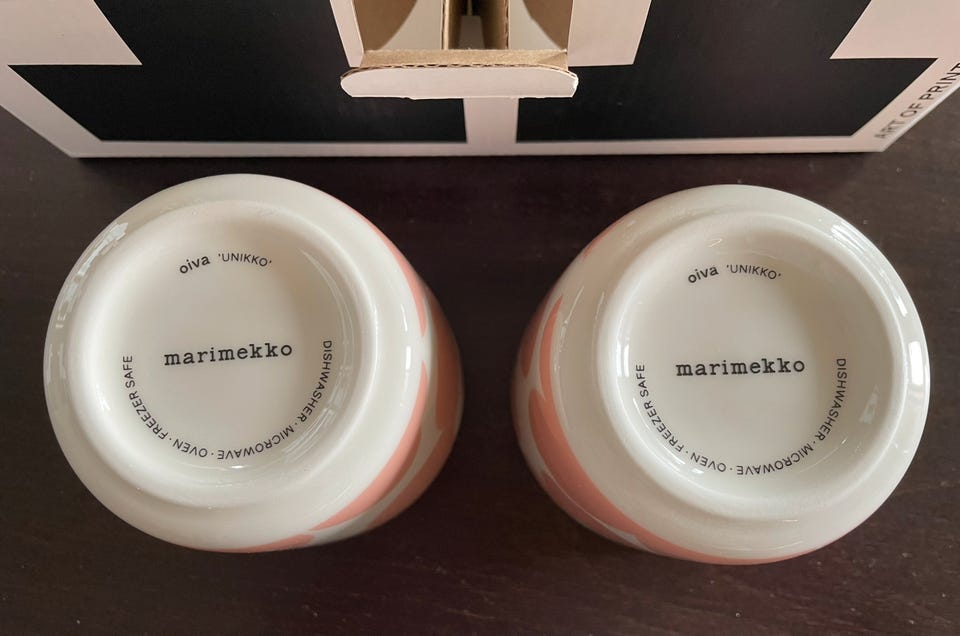 ART OF PRINT
oiva 'UNIKKO'
marimekko
DISHWASHER · MICROWAVE · OVEN · FREEZER SAFE
oiva 'UNIKKO'
marimekko
DISHWASHER · MICROWAVE · OVEN · FREEZER SAFE